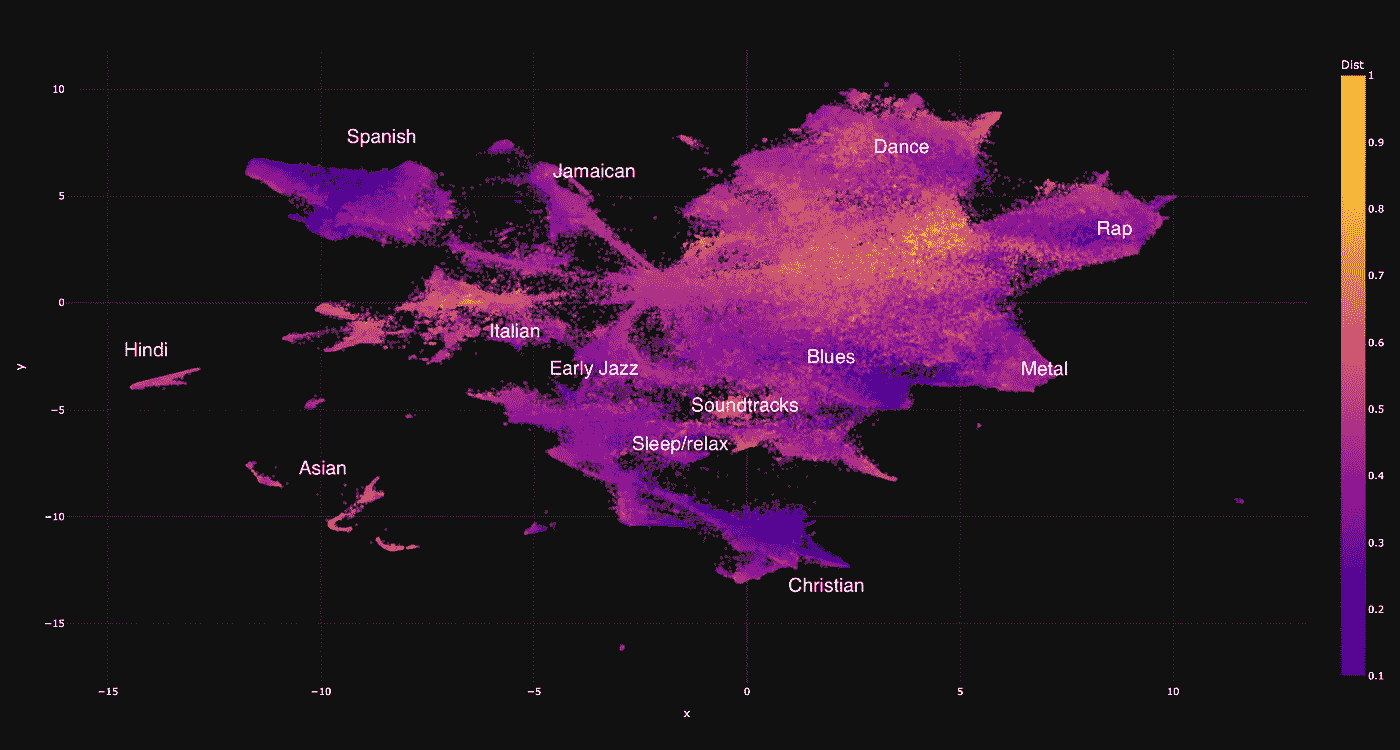 Dist
1
10
0.9
Spanish
Dance
0.8
Jamaican
5
Rap
0.7
0
0.6
Italian
Hindi
Blues
Early Jazz
Metal
y
0.5
−5
Soundtracks
Sleep/relax
Asian
0.4
−10
0.3
Christian
0.2
−15
0.1
−15
−10
−5
0
5
10
x